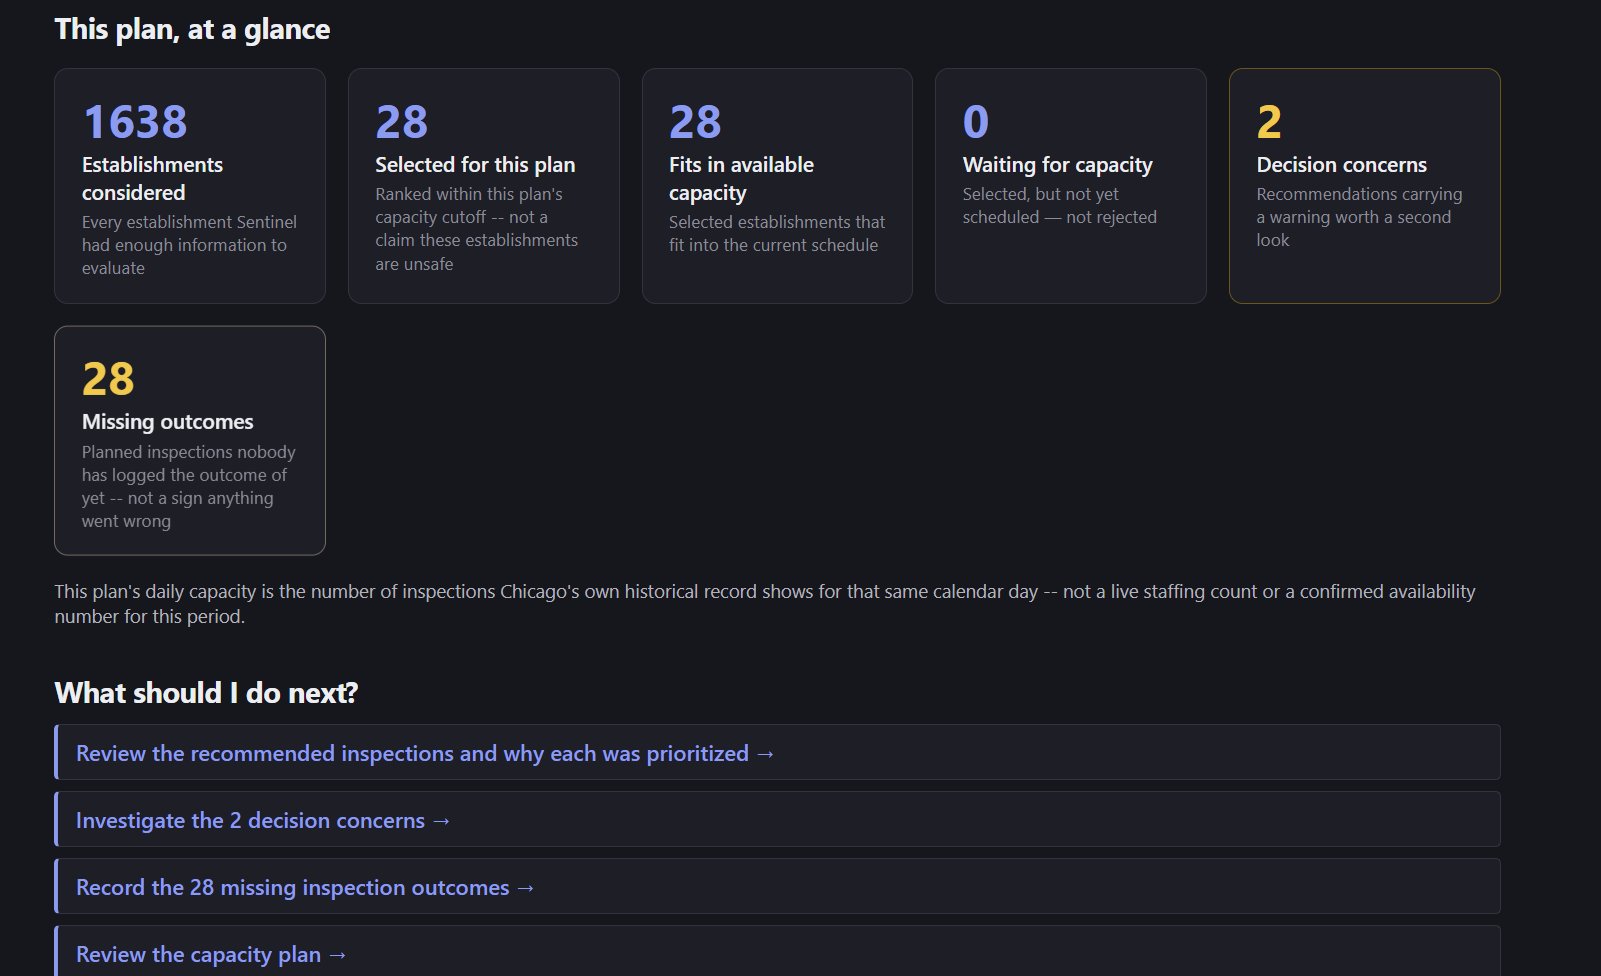 This plan, at a glance
1638
Establishments
considered
Every establishment Sentinel
had enough information to
evaluate
28
Selected for this plan
Ranked within this plan's
capacity cutoff -- not a
claim these establishments
are unsafe
28
Fits in available
capacity
Selected establishments that
fit into the current schedule
0
Waiting for capacity
Selected, but not yet
scheduled — not rejected
2
Decision concerns
Recommendations carrying
a warning worth a second
look
28
Missing outcomes
Planned inspections nobody
has logged the outcome of
yet -- not a sign anything
went wrong
This plan's daily capacity is the number of inspections Chicago's own historical record shows for that same calendar day -- not a live staffing count or a confirmed availability
number for this period.
What should I do next?
Review the recommended inspections and why each was prioritized →
Investigate the 2 decision concerns →
Record the 28 missing inspection outcomes →
Review the capacity plan →